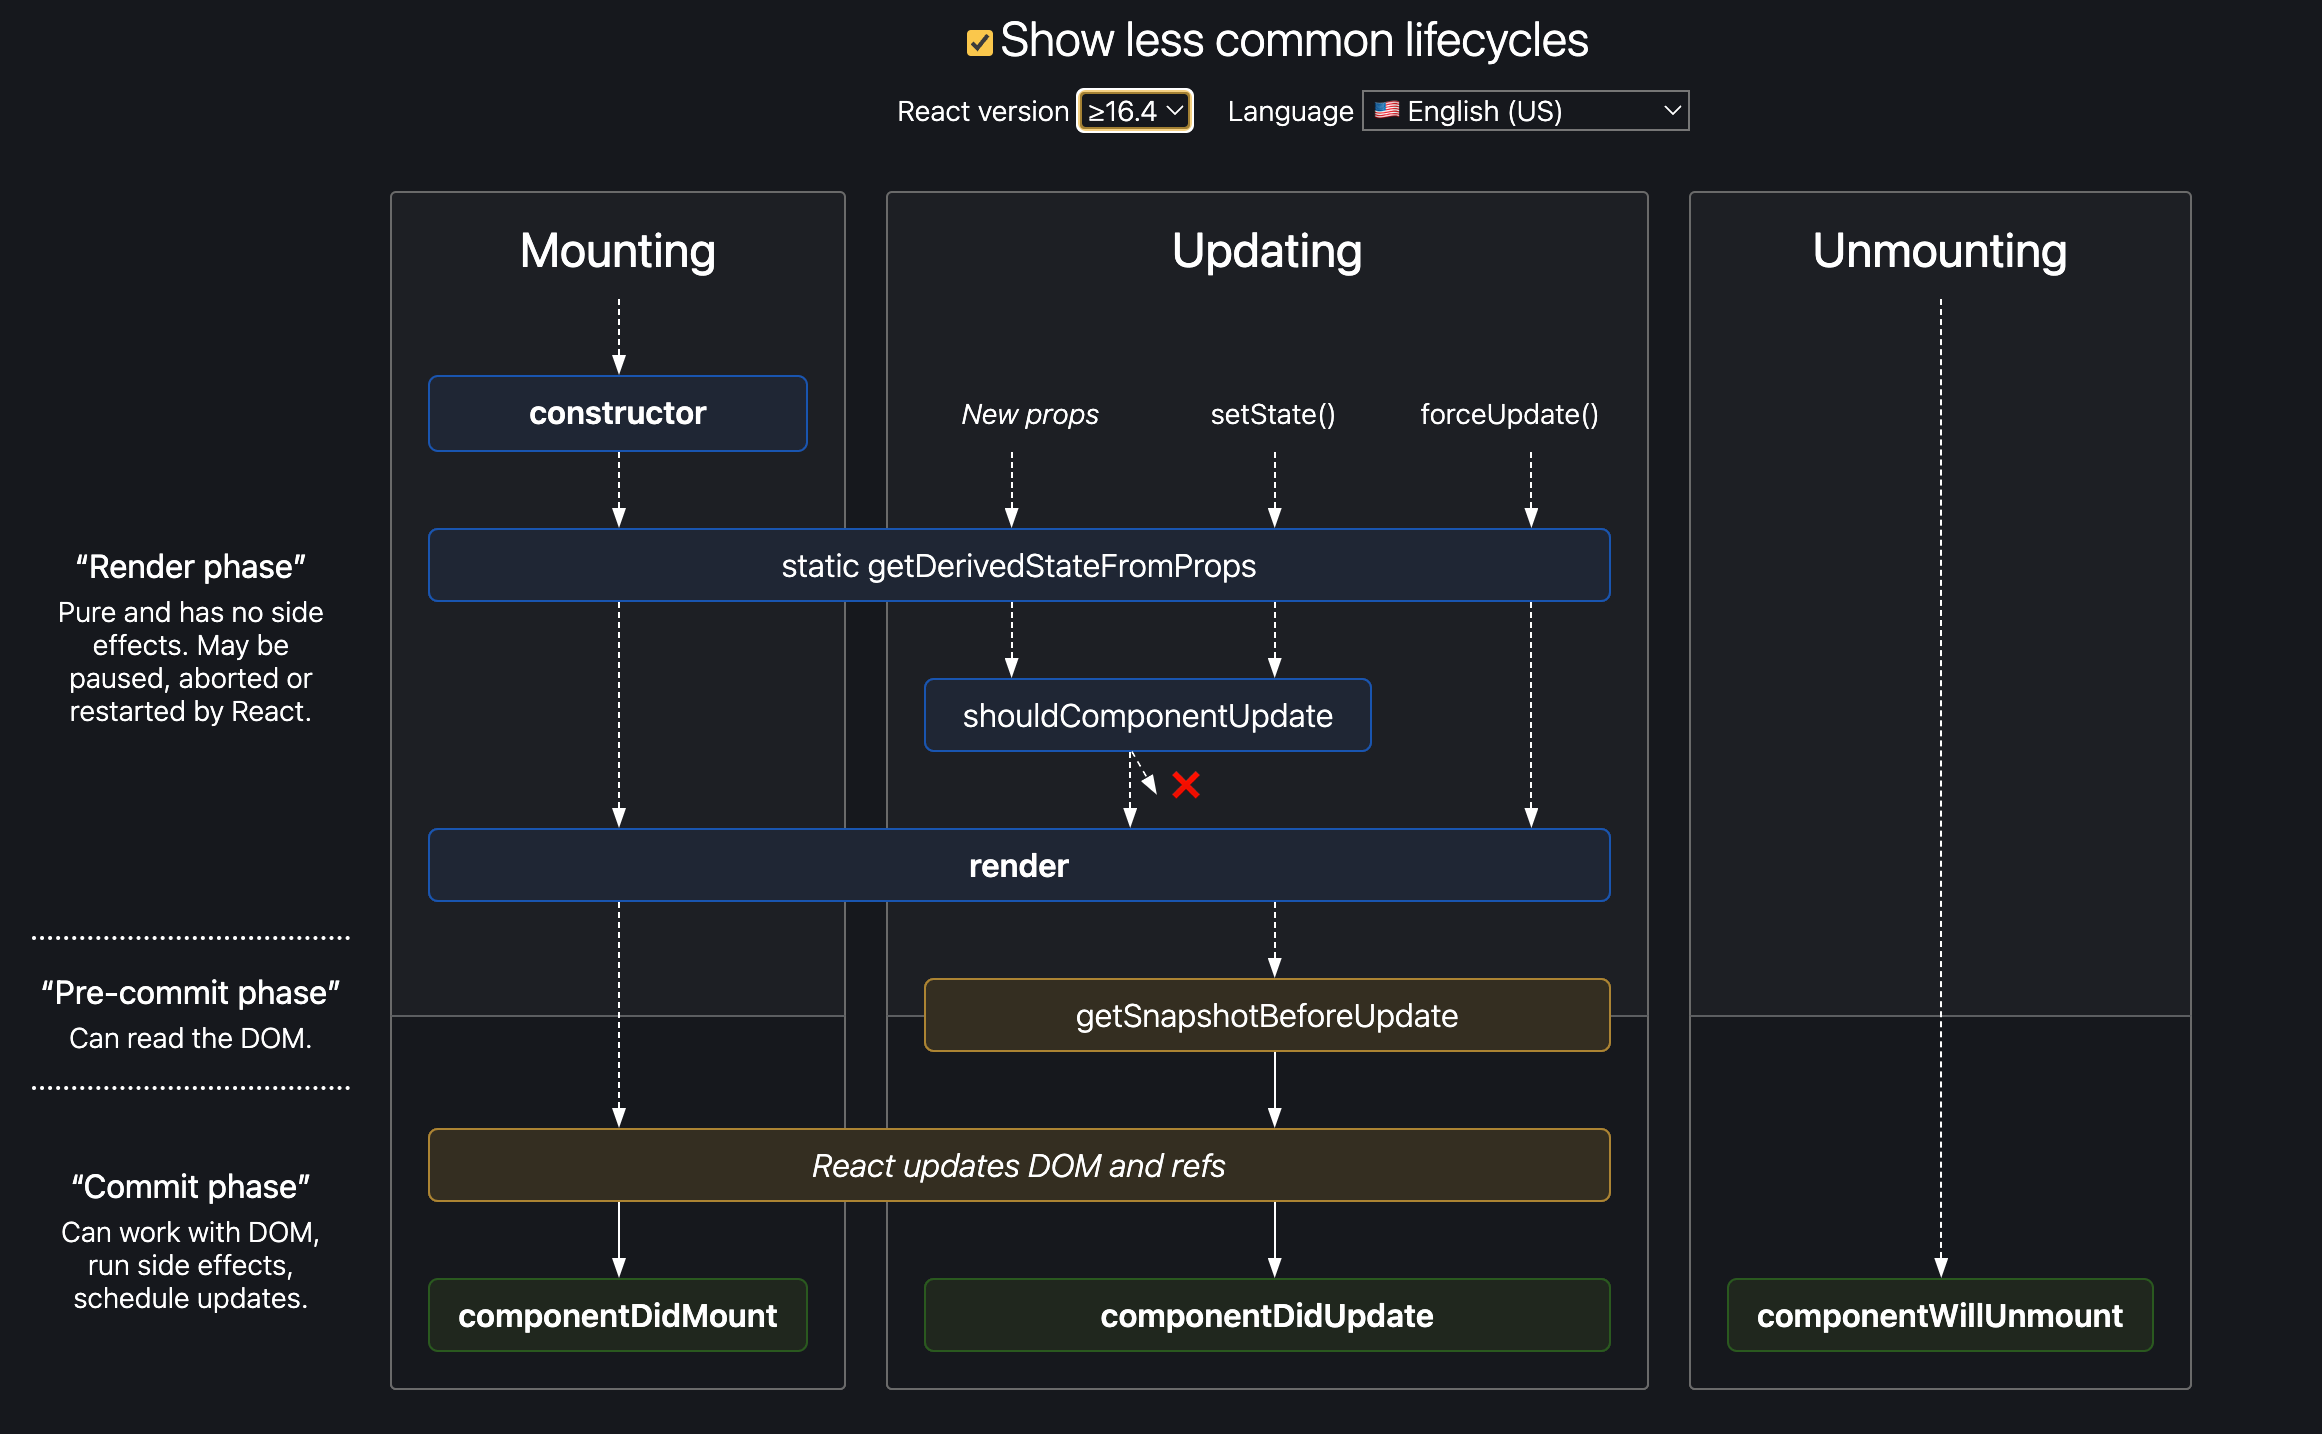 Show less common lifecycles
React version ≥16.4 Language 🇺🇸 English (US)
Mounting
Updating
Unmounting
constructor
New props
setState()
forceUpdate()
“Render phase”
Pure and has no side
effects. May be
paused, aborted or
restarted by React.
static getDerivedStateFromProps
shouldComponentUpdate
render
“Pre-commit phase”
Can read the DOM.
getSnapshotBeforeUpdate
“Commit phase”
Can work with DOM,
run side effects,
schedule updates.
React updates DOM and refs
componentDidMount
componentDidUpdate
componentWillUnmount